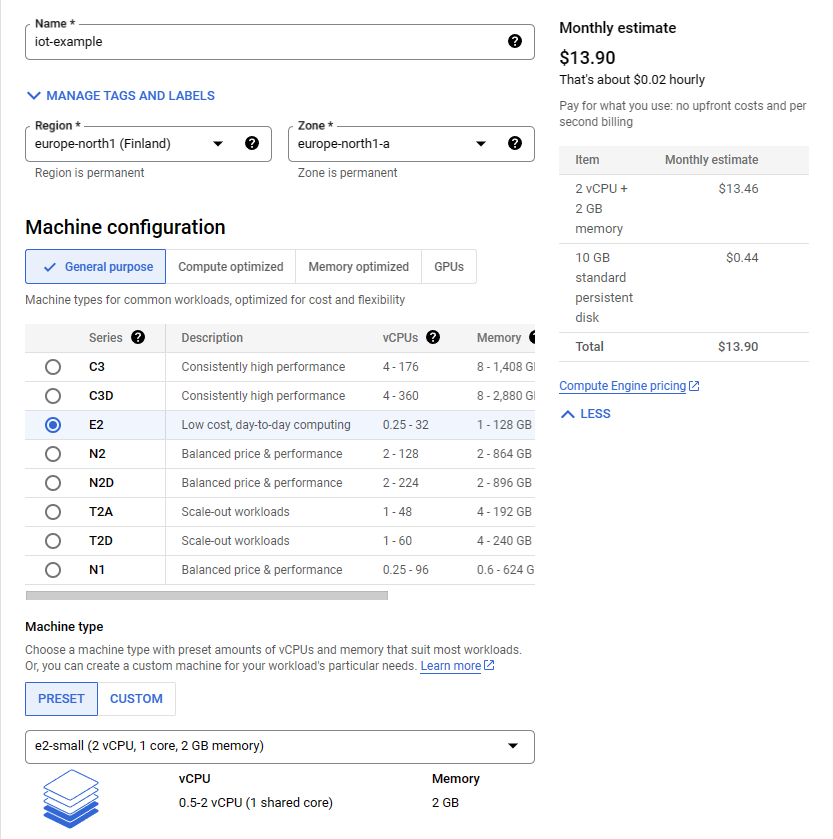 Name *
iot-example
MANAGE TAGS AND LABELS
Region *
europe-north1 (Finland)
Region is permanent
Zone *
europe-north1-a
Zone is permanent
Machine configuration
General purpose
Compute optimized
Memory optimized
GPUs
Machine types for common workloads, optimized for cost and flexibility
Series Description vCPUs Memory
C3 Consistently high performance 4 - 176 8 - 1,408 G
C3D Consistently high performance 4 - 360 8 - 2,880 G
E2 Low cost, day-to-day computing 0.25 - 32 1 - 128 GB
N2 Balanced price & performance 2 - 128 2 - 864 GB
N2D Balanced price & performance 2 - 224 2 - 896 GB
T2A Scale-out workloads 1 - 48 4 - 192 GB
T2D Scale-out workloads 1 - 60 4 - 240 GB
N1 Balanced price & performance 0.25 - 96 0.6 - 624 G
Machine type
Choose a machine type with preset amounts of vCPUs and memory that suit most workloads.
Or, you can create a custom machine for your workload's particular needs. Learn more
PRESET
CUSTOM
e2-small (2 vCPU, 1 core, 2 GB memory)
vCPU Memory
0.5-2 vCPU (1 shared core) 2 GB
Monthly estimate
$13.90
That's about $0.02 hourly
Pay for what you use: no upfront costs and per
second billing
Item Monthly estimate
2 vCPU + $13.46
2 GB
memory
10 GB $0.44
standard
persistent
disk
Total $13.90
Compute Engine pricing
LESS